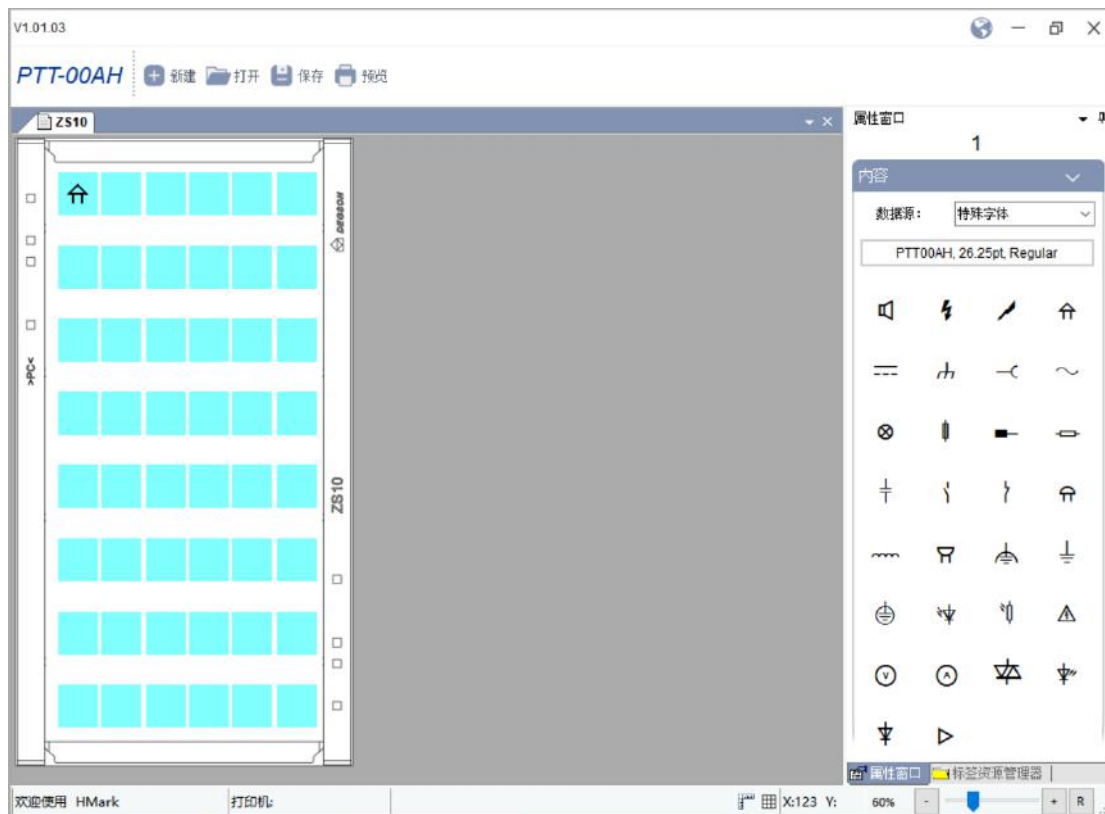 V1.01.03
PTT-00AH 新建 打开 保存 预览
ZS10
属性窗口
1
内容
数据源: 特殊字体
PTT00AH, 26.25pt, Regular
DEGSON
>PC<
ZS10
属性窗口 标签资源管理器
欢迎使用 HMark 打印机: X:123 Y: 60% - + R